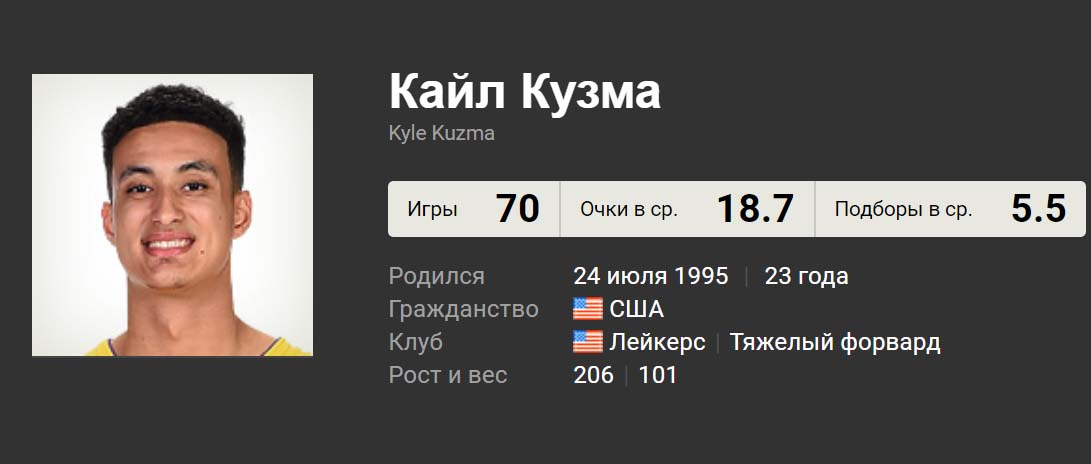 Кайл Кузма
Kyle Kuzma
Игры 70 Очки в ср. 18.7 Подборы в ср. 5.5
Родился 24 июля 1995 | 23 года
Гражданство США
Клуб Лейкерс | Тяжелый форвард
Рост и вес 206 | 101